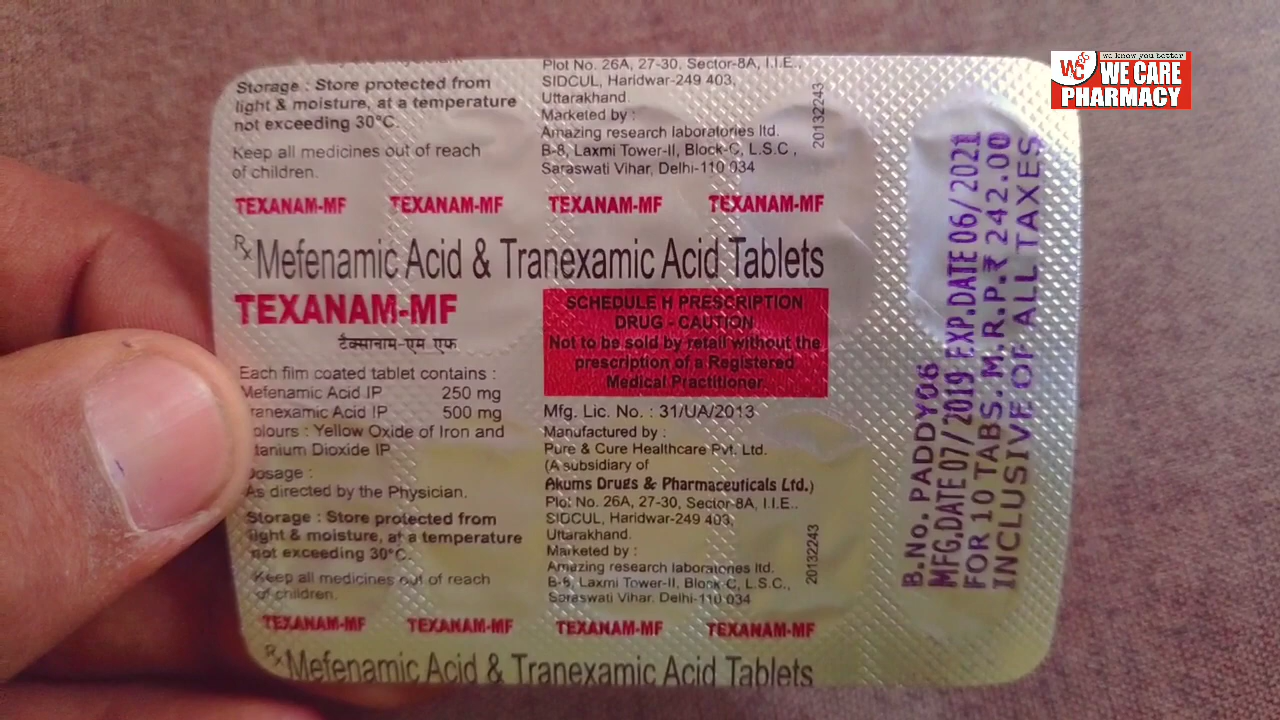 we know you better
WC
WE CARE
PHARMACY
Storage : Store protected from
light & moisture, at a temperature
not exceeding 30°C.
Keep all medicines out of reach
of children.
Plot No. 26A, 27-30, Sector-8A, I.I.E.,
SIDCUL, Haridwar-249 403,
Uttarakhand.
Marketed by :
Amazing research laboratories ltd.
B-8, Laxmi Tower-II, Block-C, L.S.C.,
Saraswati Vihar, Delhi-110 034
20132243
TEXANAM-MF TEXANAM-MF TEXANAM-MF TEXANAM-MF
Rx Mefenamic Acid & Tranexamic Acid Tablets
TEXANAM-MF
टैक्सानाम-एम एफ
Each film coated tablet contains :
Mefenamic Acid IP 250 mg
ranexamic Acid IP 500 mg
olours : Yellow Oxide of Iron and
itanium Dioxide IP
Dosage :
As directed by the Physician.
Storage : Store protected from
light & moisture, at a temperature
not exceeding 30°C.
Keep all medicines out of reach
of children.
SCHEDULE H PRESCRIPTION
DRUG - CAUTION
Not to be sold by retail without the
prescription of a Registered
Medical Practitioner.
Mfg. Lic. No. : 31/UA/2013
Manufactured by :
Pure & Cure Healthcare Pvt. Ltd.
(A subsidiary of
Akums Drugs & Pharmaceuticals Ltd.)
Plot No. 26A, 27-30, Sector-8A, I.I.E.,
SIDCUL, Haridwar-249 403,
Uttarakhand.
Marketed by :
Amazing research laboratories ltd.
B-8, Laxmi Tower-II, Block-C, L.S.C.,
Saraswati Vihar, Delhi-110 034
20132243
TEXANAM-MF TEXANAM-MF TEXANAM-MF TEXANAM-MF
Rx Mefenamic Acid & Tranexamic Acid Tablets
B.No. PADDY06
MFG.DATE 07/2019 EXP.DATE 06/2021
FOR 10 TABS. M.R.P.₹ 242.00
INCLUSIVE OF ALL TAXES